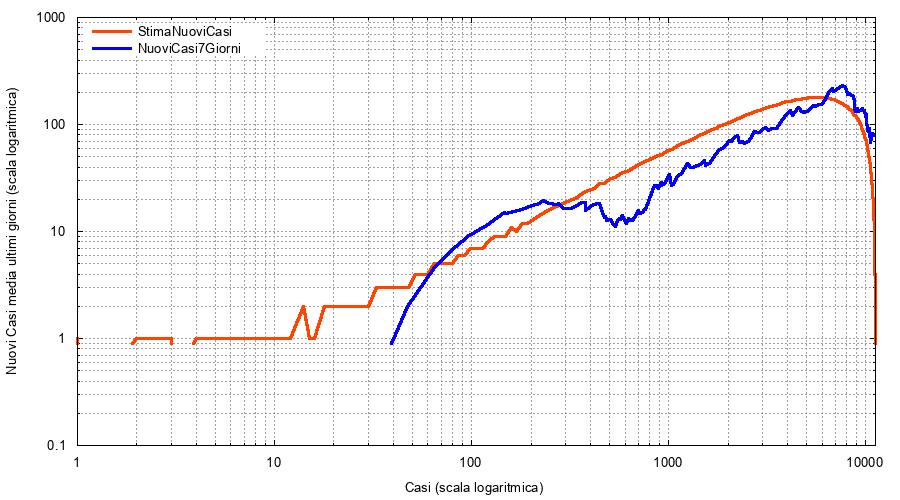 1000
StimaNuoviCasi
NuoviCasi7Giorni
100
10
1
0.1
Nuovi Casi media ultimi giorni (scala logaritmica)
1 10 100 1000 10000
Casi (scala logaritmica)